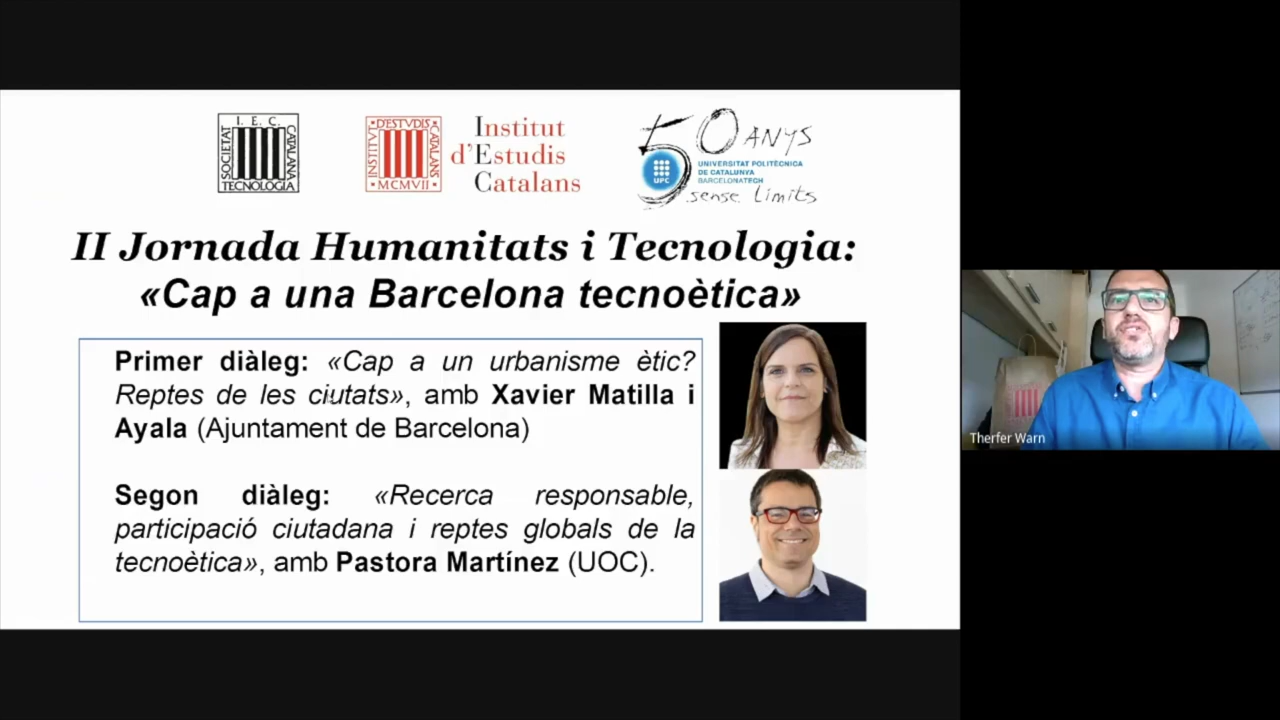 I. E. C.
SOCIETAT
CATALANA
TECNOLOGIA
INSTITVT
D'ESTVDIS
CATALANS
MCMVII
Institut
d'Estudis
Catalans
50 ANYS
UPC
UNIVERSITAT POLITÈCNICA
DE CATALUNYA
BARCELONATECH
sense límits
II Jornada Humanitats i Tecnologia:
«Cap a una Barcelona tecnoètica»
Primer diàleg: «Cap a un urbanisme ètic?
Reptes de les ciutats», amb Xavier Matilla i
Ayala (Ajuntament de Barcelona)
Segon diàleg: «Recerca responsable,
participació ciutadana i reptes globals de la
tecnoètica», amb Pastora Martínez (UOC).
Therfer Warn